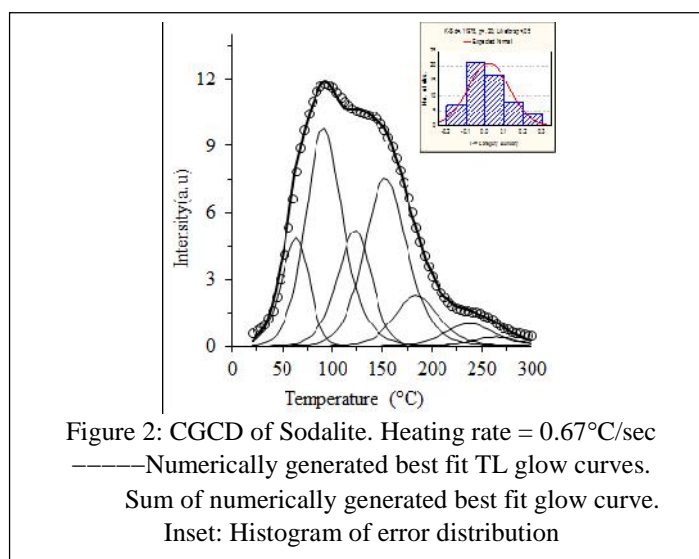 Expected Normal
12
9
6
3
0
Intersity(a.u)
0 50 100 150 200 250 300
Temperature (°C)
Figure 2: CGCD of Sodalite. Heating rate = 0.67°C/sec
−−−−−Numerically generated best fit TL glow curves.
Sum of numerically generated best fit glow curve.
Inset: Histogram of error distribution